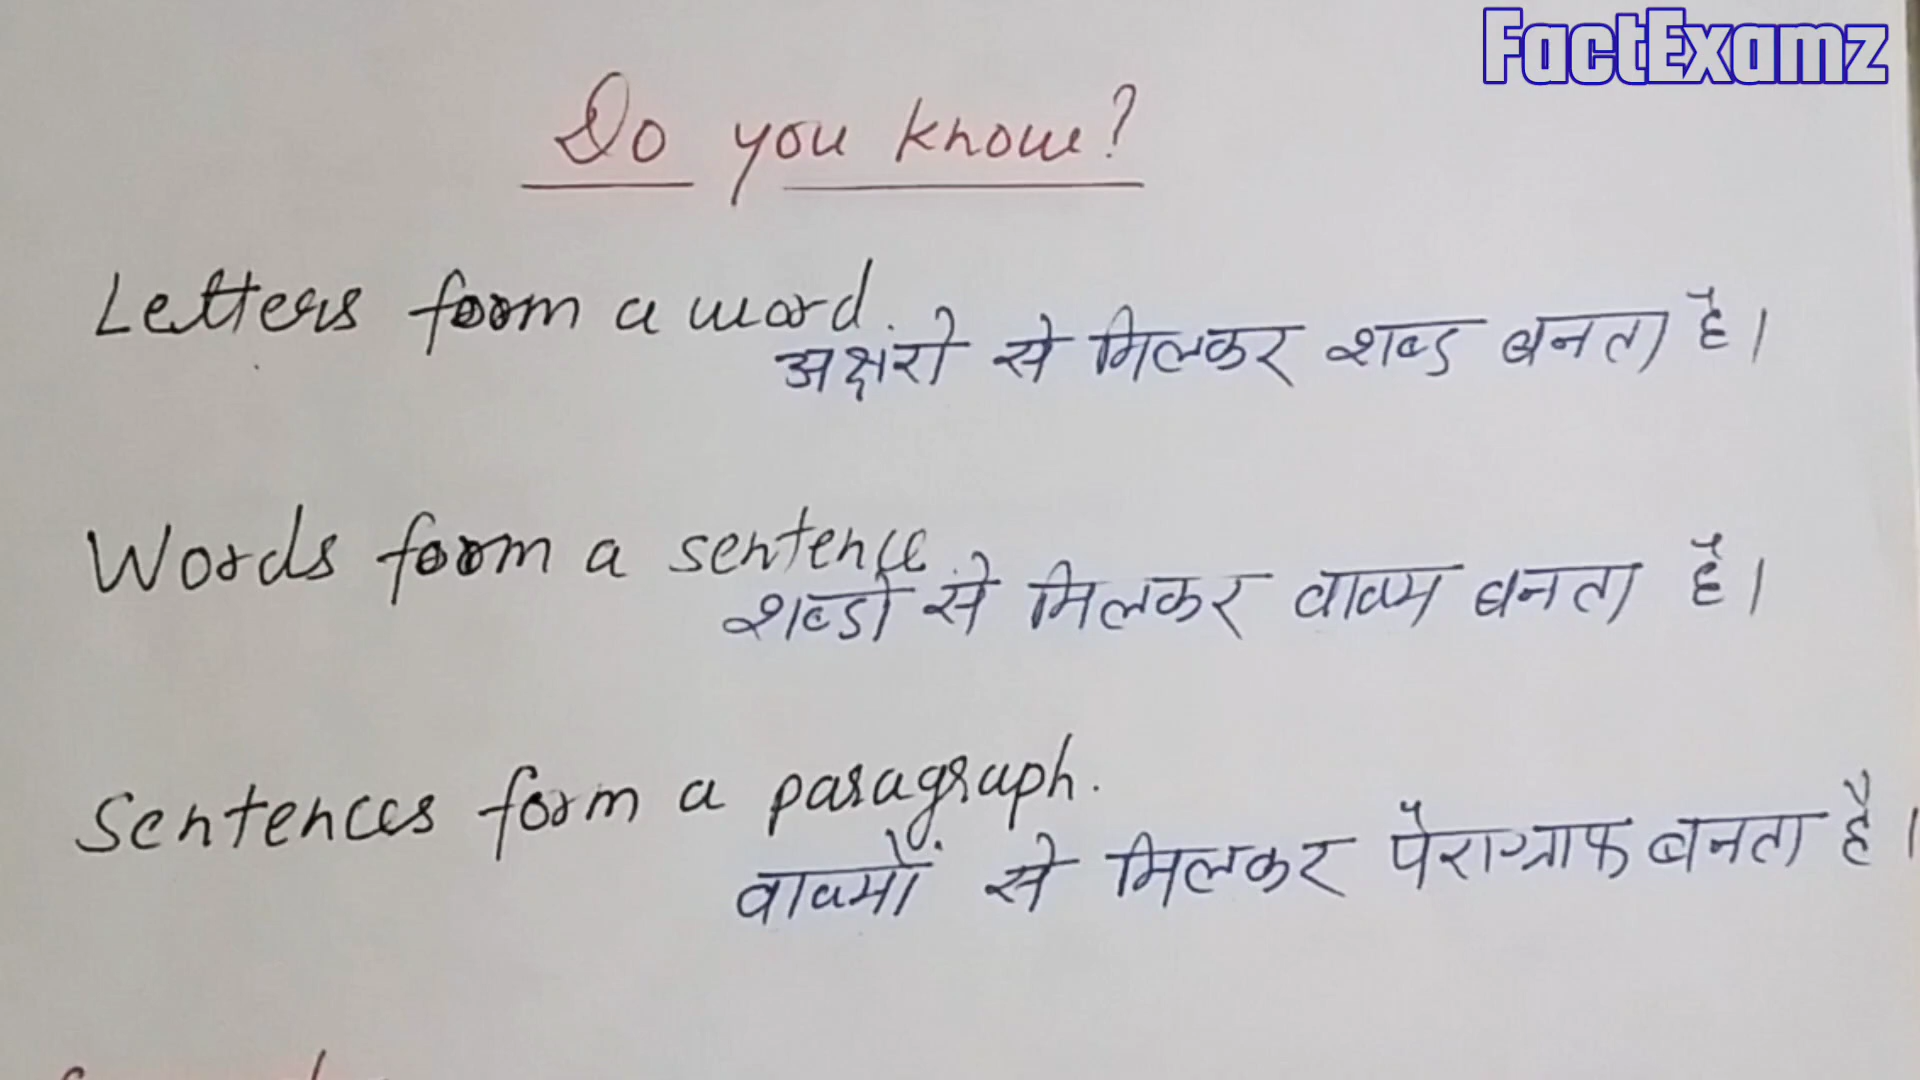 FactExamz
Do you know?
Letters form a word.
अक्षरो से मिलकर शब्द बनता है।
Words form a sentence.
शब्दो से मिलकर वाक्य बनता है।
Sentences form a paragraph.
वाक्यों से मिलकर पैराग्राफ बनता है।